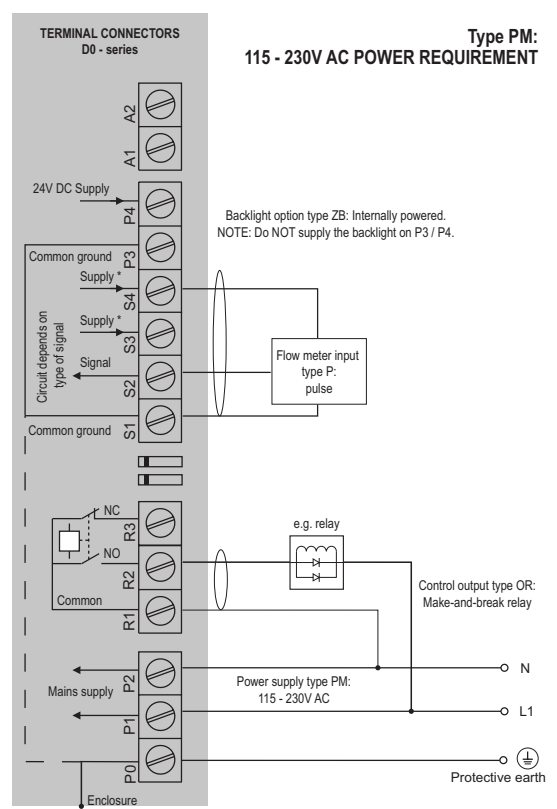 TERMINAL CONNECTORS
D0 - series
Type PM:
115 - 230V AC POWER REQUIREMENT
A2
A1
24V DC Supply
P4
Backlight option type ZB: Internally powered.
NOTE: Do NOT supply the backlight on P3 / P4.
Common ground
P3
Supply *
S4
Supply *
S3
Circuit depends on
type of signal
Signal
S2
Flow meter input
type P:
pulse
Common ground
S1
NC
R3
e.g. relay
NO
R2
Control output type OR:
Make-and-break relay
Common
R1
P2
N
Mains supply
Power supply type PM:
115 - 230V AC
P1
L1
P0
Protective earth
Enclosure